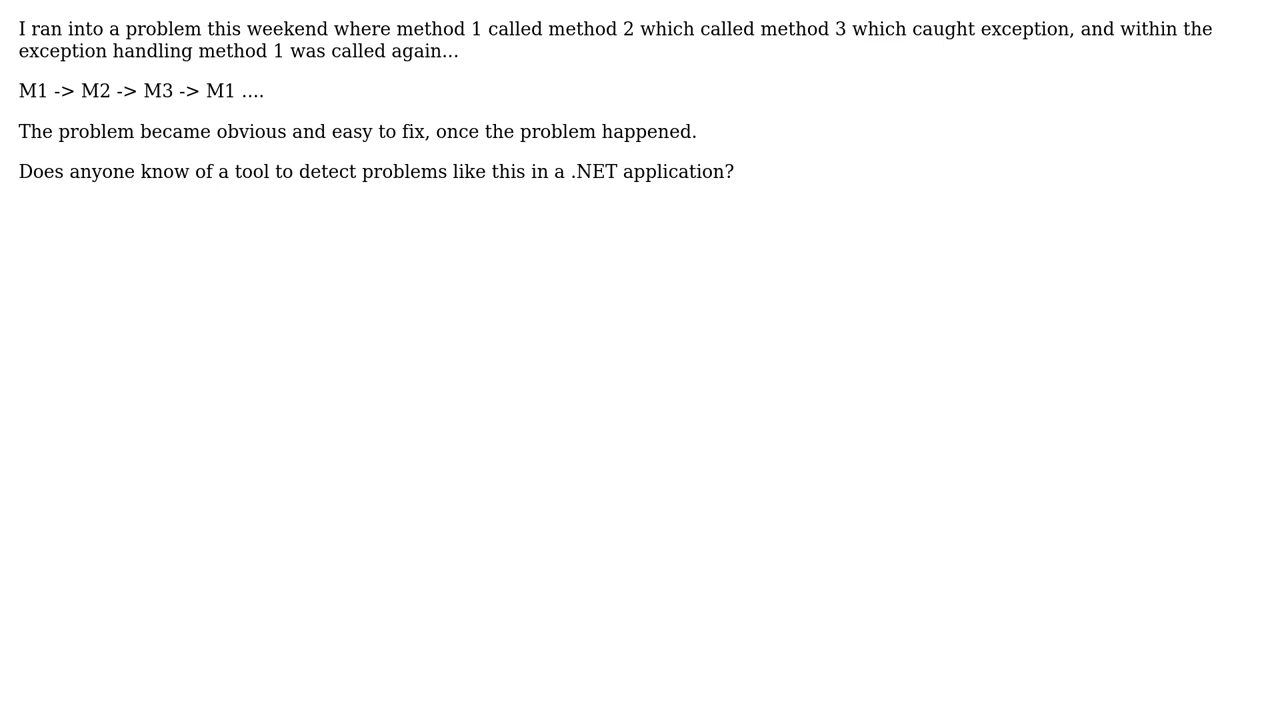 I ran into a problem this weekend where method 1 called method 2 which called method 3 which caught exception, and within the
exception handling method 1 was called again...
M1 -> M2 -> M3 -> M1 ....
The problem became obvious and easy to fix, once the problem happened.
Does anyone know of a tool to detect problems like this in a .NET application?